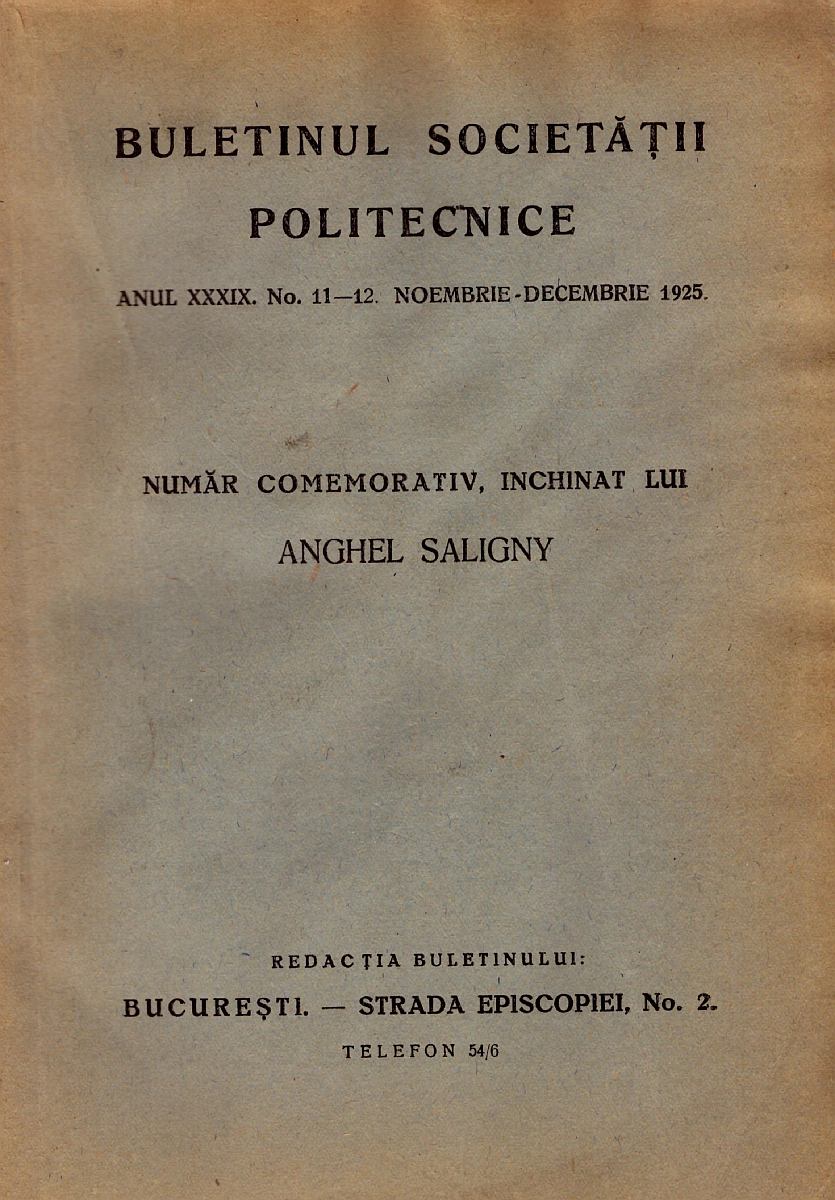 BULETINUL SOCIETĂȚII
POLITECNICE
ANUL XXXIX. No. 11—12. NOEMBRIE-DECEMBRIE 1925.
NUMĂR COMEMORATIV, INCHINAT LUI
ANGHEL SALIGNY
REDACȚIA BULETINULUI:
BUCUREȘTI. — STRADA EPISCOPIEI, No. 2.
TELEFON 54/6